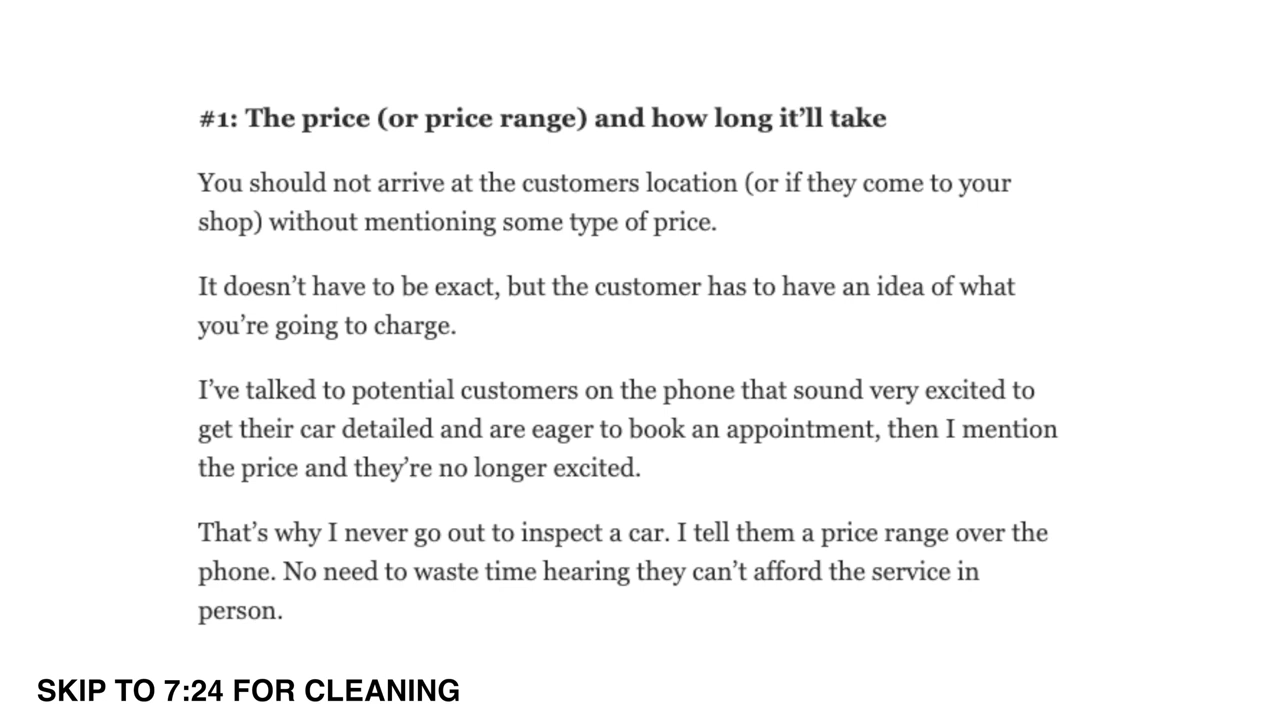 #1: The price (or price range) and how long it’ll take
You should not arrive at the customers location (or if they come to your
shop) without mentioning some type of price.
It doesn’t have to be exact, but the customer has to have an idea of what
you’re going to charge.
I’ve talked to potential customers on the phone that sound very excited to
get their car detailed and are eager to book an appointment, then I mention
the price and they’re no longer excited.
That’s why I never go out to inspect a car. I tell them a price range over the
phone. No need to waste time hearing they can’t afford the service in
person.
SKIP TO 7:24 FOR CLEANING